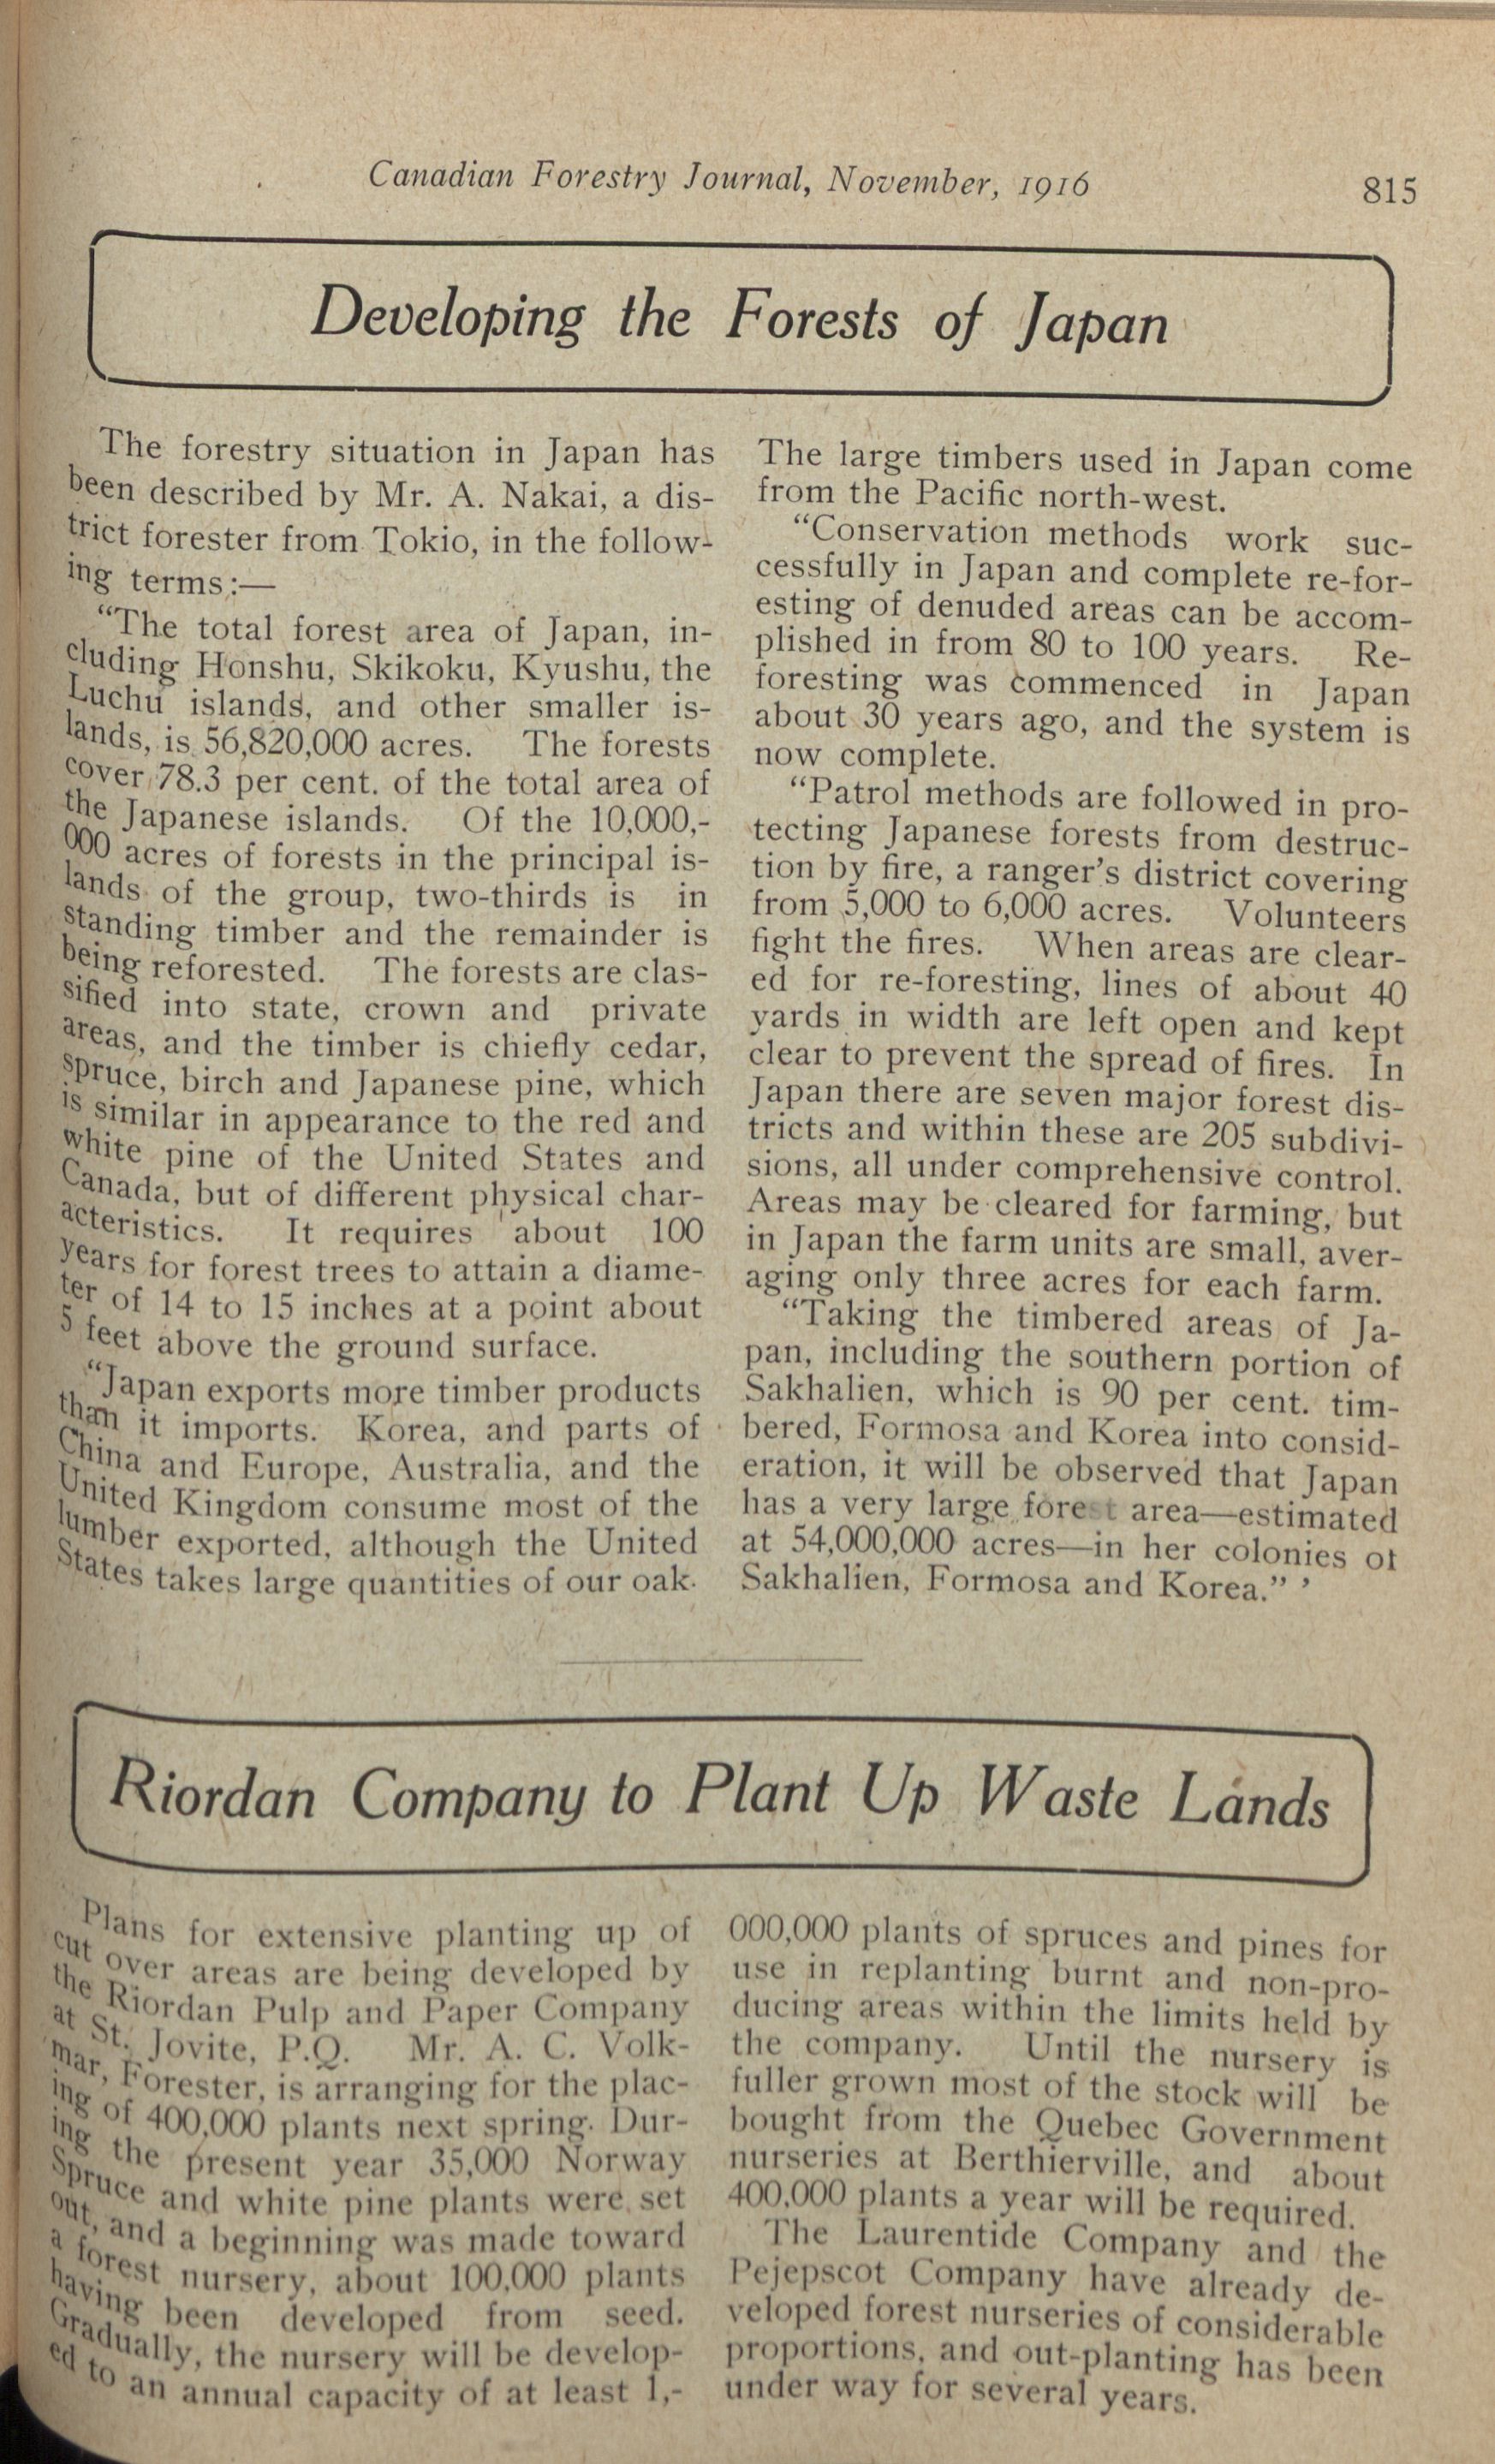 Canadian Forestry Journal, November, 1916
815
Developing the Forests of Japan
The forestry situation in Japan has
been described by Mr. A. Nakai, a dis-
trict forester from Tokio, in the follow-
ing terms:—
“The total forest area of Japan, in-
cluding Honshu, Skikoku, Kyushu, the
Luchu islands, and other smaller is-
lands, is 56,820,000 acres. The forests
cover 78.3 per cent. of the total area of
the Japanese islands. Of the 10,000,-
000 acres of forests in the principal is-
lands of the group, two-thirds is in
standing timber and the remainder is
being reforested. The forests are clas-
sified into state, crown and private
areas, and the timber is chiefly cedar,
spruce, birch and Japanese pine, which
is similar in appearance to the red and
white pine of the United States and
Canada, but of different physical char-
acteristics. It requires about 100
years for forest trees to attain a diame-
ter of 14 to 15 inches at a point about
5 feet above the ground surface.
“Japan exports more timber products
than it imports. Korea, and parts of
China and Europe, Australia, and the
United Kingdom consume most of the
lumber exported, although the United
States takes large quantities of our oak.
The large timbers used in Japan come
from the Pacific north-west.
“Conservation methods work suc-
cessfully in Japan and complete re-for-
esting of denuded areas can be accom-
plished in from 80 to 100 years. Re-
foresting was commenced in Japan
about 30 years ago, and the system is
now complete.
“Patrol methods are followed in pro-
tecting Japanese forests from destruc-
tion by fire, a ranger's district covering
from 5,000 to 6,000 acres. Volunteers
fight the fires. When areas are clear-
ed for re-foresting, lines of about 40
yards in width are left open and kept
clear to prevent the spread of fires. In
Japan there are seven major forest dis-
tricts and within these are 205 subdivi-
sions, all under comprehensive control.
Areas may be cleared for farming, but
in Japan the farm units are small, aver-
aging only three acres for each farm.
“Taking the timbered areas of Ja-
pan, including the southern portion of
Sakhalien, which is 90 per cent. tim-
bered, Formosa and Korea into consid-
eration, it will be observed that Japan
has a very large forest area—estimated
at 54,000,000 acres—in her colonies of
Sakhalien, Formosa and Korea.” ’
Riordan Company to Plant Up Waste Lands
Plans for extensive planting up of
cut over areas are being developed by
the Riordan Pulp and Paper Company
at St. Jovite, P.Q. Mr. A. C. Volk-
mar, Forester, is arranging for the plac-
ing of 400,000 plants next spring. Dur-
ing the present year 35,000 Norway
Spruce and white pine plants were set
out, and a beginning was made toward
a forest nursery, about 100,000 plants
having been developed from seed.
Gradually, the nursery will be develop-
ed to an annual capacity of at least 1,-
000,000 plants of spruces and pines for
use in replanting burnt and non-pro-
ducing areas within the limits held by
the company. Until the nursery is
fuller grown most of the stock will be
bought from the Quebec Government
nurseries at Berthierville, and about
400,000 plants a year will be required.
The Laurentide Company and the
Pejepscot Company have already de-
veloped forest nurseries of considerable
proportions, and out-planting has been
under way for several years.